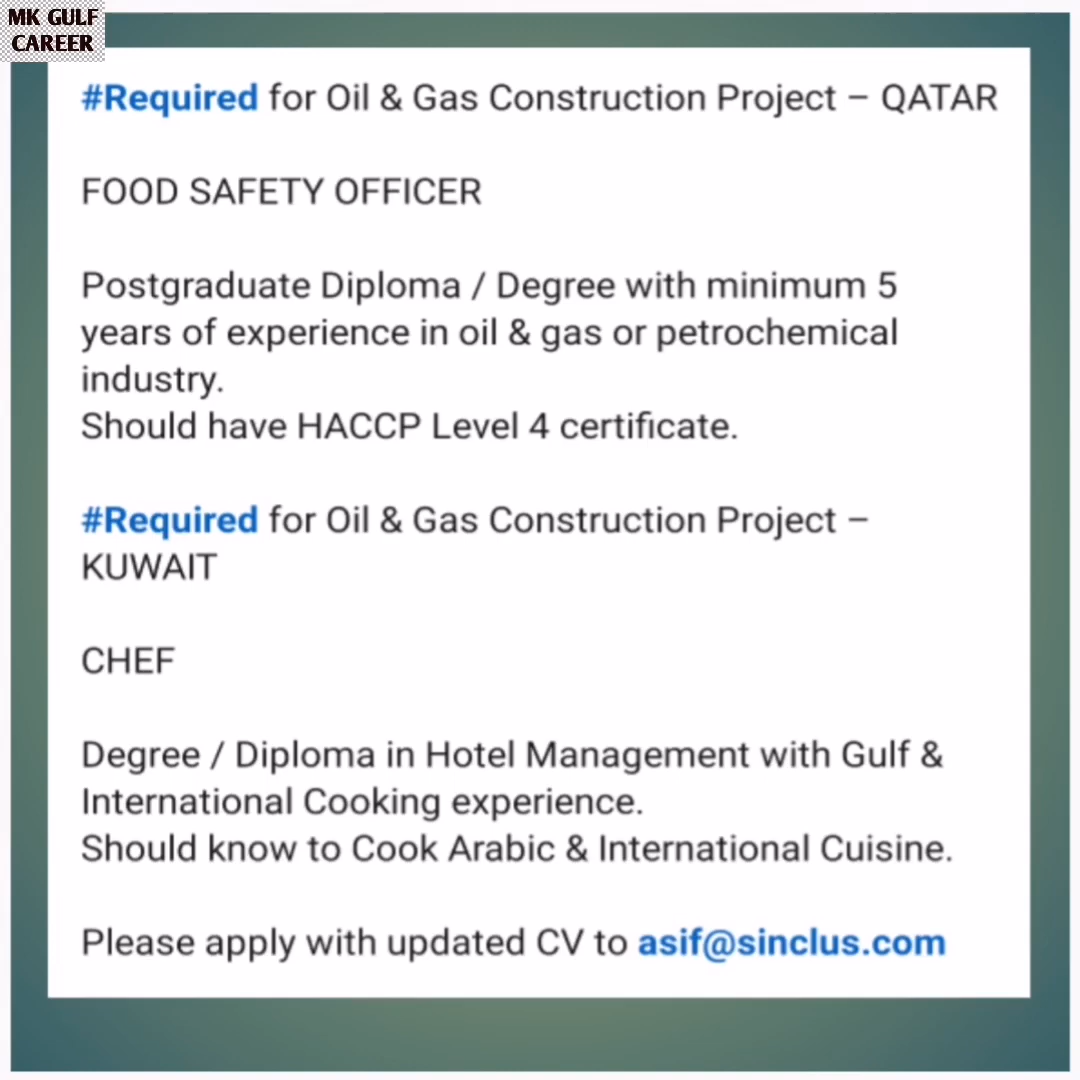 MK GULF
CAREER
#Required for Oil & Gas Construction Project – QATAR
FOOD SAFETY OFFICER
Postgraduate Diploma / Degree with minimum 5
years of experience in oil & gas or petrochemical
industry.
Should have HACCP Level 4 certificate.
#Required for Oil & Gas Construction Project –
KUWAIT
CHEF
Degree / Diploma in Hotel Management with Gulf &
International Cooking experience.
Should know to Cook Arabic & International Cuisine.
Please apply with updated CV to asif@sinclus.com